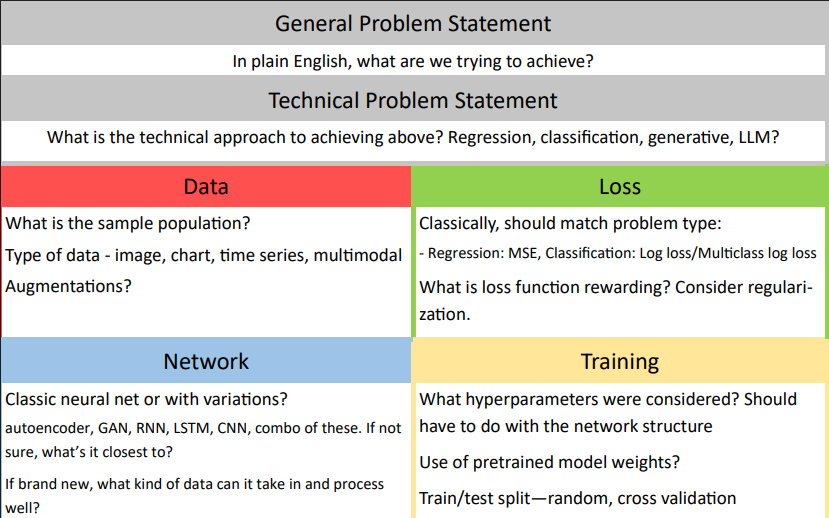 General Problem Statement
In plain English, what are we trying to achieve?
Technical Problem Statement
What is the technical approach to achieving above? Regression, classification, generative, LLM?
Data
What is the sample population?
Type of data - image, chart, time series, multimodal
Augmentations?
Loss
Classically, should match problem type:
- Regression: MSE, Classification: Log loss/Multiclass log loss
What is loss function rewarding? Consider regulari-
zation.
Network
Classic neural net or with variations?
autoencoder, GAN, RNN, LSTM, CNN, combo of these. If not
sure, what's it closest to?
If brand new, what kind of data can it take in and process
well?
Training
What hyperparameters were considered? Should
have to do with the network structure
Use of pretrained model weights?
Train/test split—random, cross validation